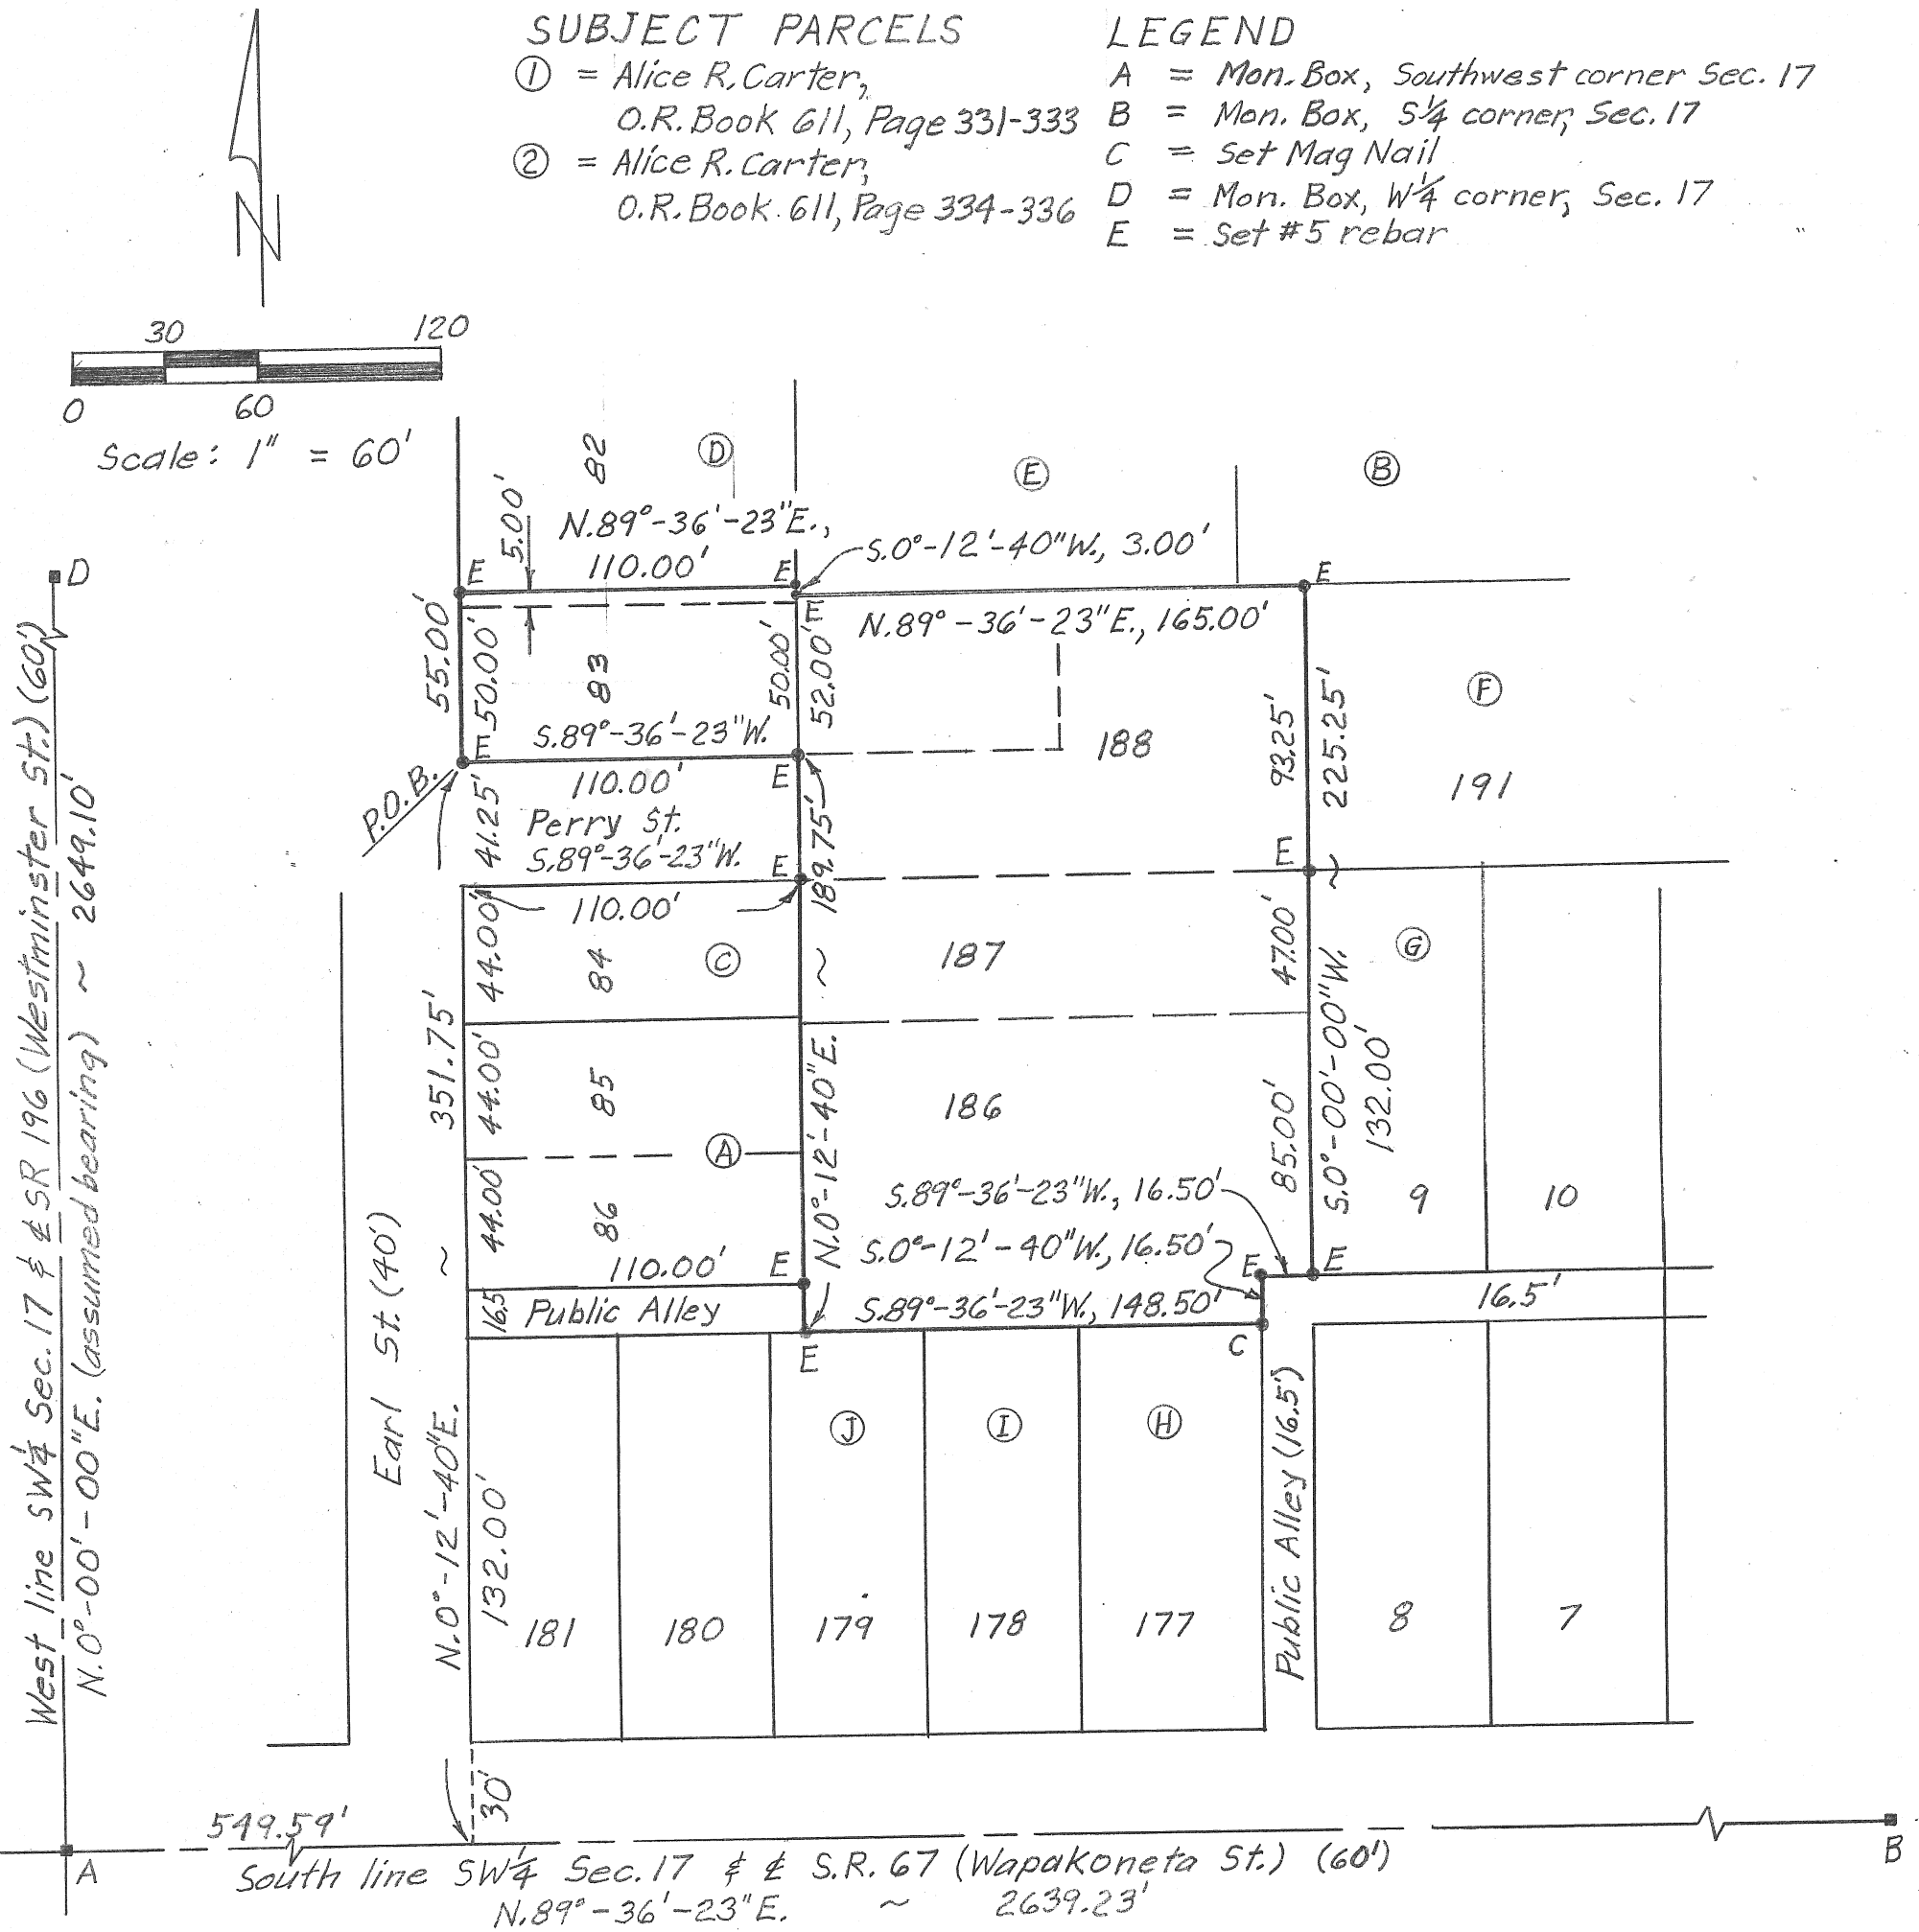 SUBJECT PARCELS
① = Alice R. Carter,
O.R. Book 611, Page 331-333
② = Alice R. Carter,
O.R. Book 611, Page 334-336
LEGEND
A = Mon. Box, Southwest corner Sec. 17
B = Mon. Box, S¼ corner, Sec. 17
C = Set Mag Nail
D = Mon. Box, W¼ corner, Sec. 17
E = Set #5 rebar
N
30 120
0 60
Scale: 1" = 60'
82
Ⓓ
Ⓔ
Ⓑ
5.00'
N.89°-36'-23"E.,
110.00'
S.0°-12'-40"W., 3.00'
D
E
E
E
E
N.89°-36'-23"E., 165.00'
55.00'
50.00'
83
50.00'
52.00'
93.25'
225.25'
Ⓕ
188
191
S.89°-36'-23"W.
E
110.00'
E
P.O.B.
41.25'
Perry St.
S.89°-36'-23"W.
E
110.00'
189.75' ~ N.0°-12'-40"E.
E
44.00'
84
Ⓒ
187
47.00'
Ⓖ
S.0°-00'-00"W.
~
132.00'
351.75' ~ N.0°-12'-40"E.
44.00'
85
186
85.00'
Ⓐ
44.00'
86
S.89°-36'-23"W., 16.50'
9
10
S.0°-12'-40"W., 16.50'
110.00'
E
E
E
16.5
Public Alley
S.89°-36'-23"W., 148.50'
16.5'
E
C
Earl St. (40')
Ⓙ
Ⓘ
Ⓗ
Public Alley (16.5')
132.00'
181
180
179
178
177
8
7
30'
West line SW¼ Sec. 17 & ℄ SR 196 (Westminster St.) (60')
N.0°-00'-00"E. (assumed bearing) ~ 2649.10'
549.59'
A
B
South line SW¼ Sec. 17 & ℄ S.R. 67 (Wapakoneta St.) (60')
N.89°-36'-23"E. ~ 2639.23'